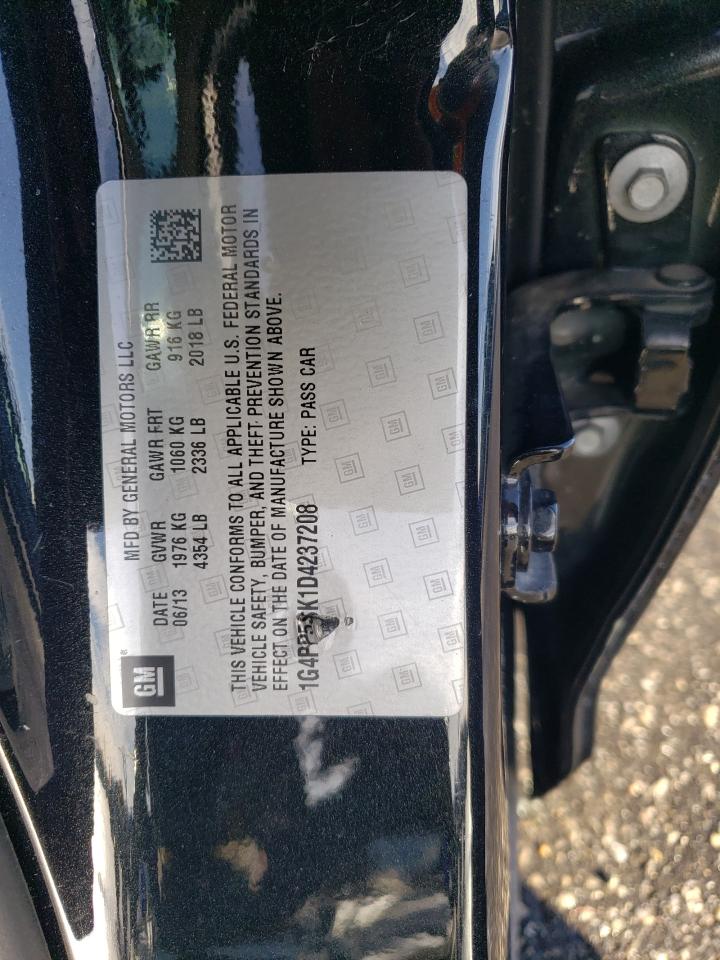 GM
®
MFD BY GENERAL MOTORS LLC
DATE GVWR GAWR FRT GAWR RR
06/13 1976 KG 1060 KG 916 KG
4354 LB 2336 LB 2018 LB
THIS VEHICLE CONFORMS TO ALL APPLICABLE U.S. FEDERAL MOTOR
VEHICLE SAFETY, BUMPER, AND THEFT PREVENTION STANDARDS IN
EFFECT ON THE DATE OF MANUFACTURE SHOWN ABOVE.
TYPE: PASS CAR